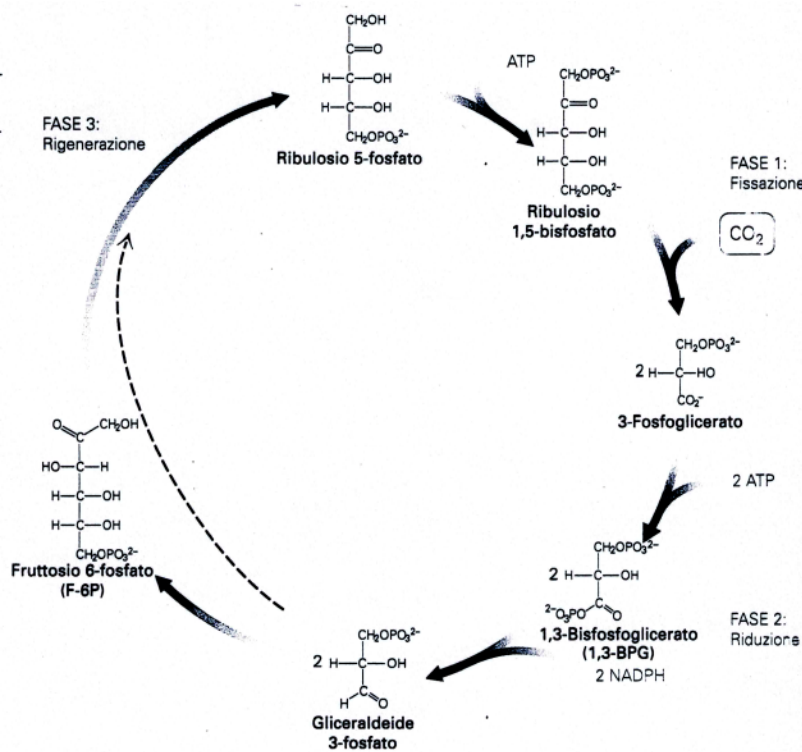 CH₂OH
C=O
H—C—OH
H—C—OH
CH₂OPO₃²⁻
Ribulosio 5-fosfato
FASE 3:
Rigenerazione
ATP
CH₂OPO₃²⁻
C=O
H—C—OH
H—C—OH
CH₂OPO₃²⁻
Ribulosio
1,5-bisfosfato
FASE 1:
Fissazione
CO₂
CH₂OPO₃²⁻
2 H—C—HO
CO₂⁻
3-Fosfoglicerato
2 ATP
CH₂OPO₃²⁻
2 H—C—OH
²⁻O₃PO C O
1,3-Bisfosfoglicerato
(1,3-BPG)
2 NADPH
FASE 2:
Riduzione
CH₂OPO₃²⁻
2 H—C—OH
H C O
Gliceraldeide
3-fosfato
O C CH₂OH
HO—C—H
H—C—OH
H—C—OH
CH₂OPO₃²⁻
Fruttosio 6-fosfato
(F-6P)